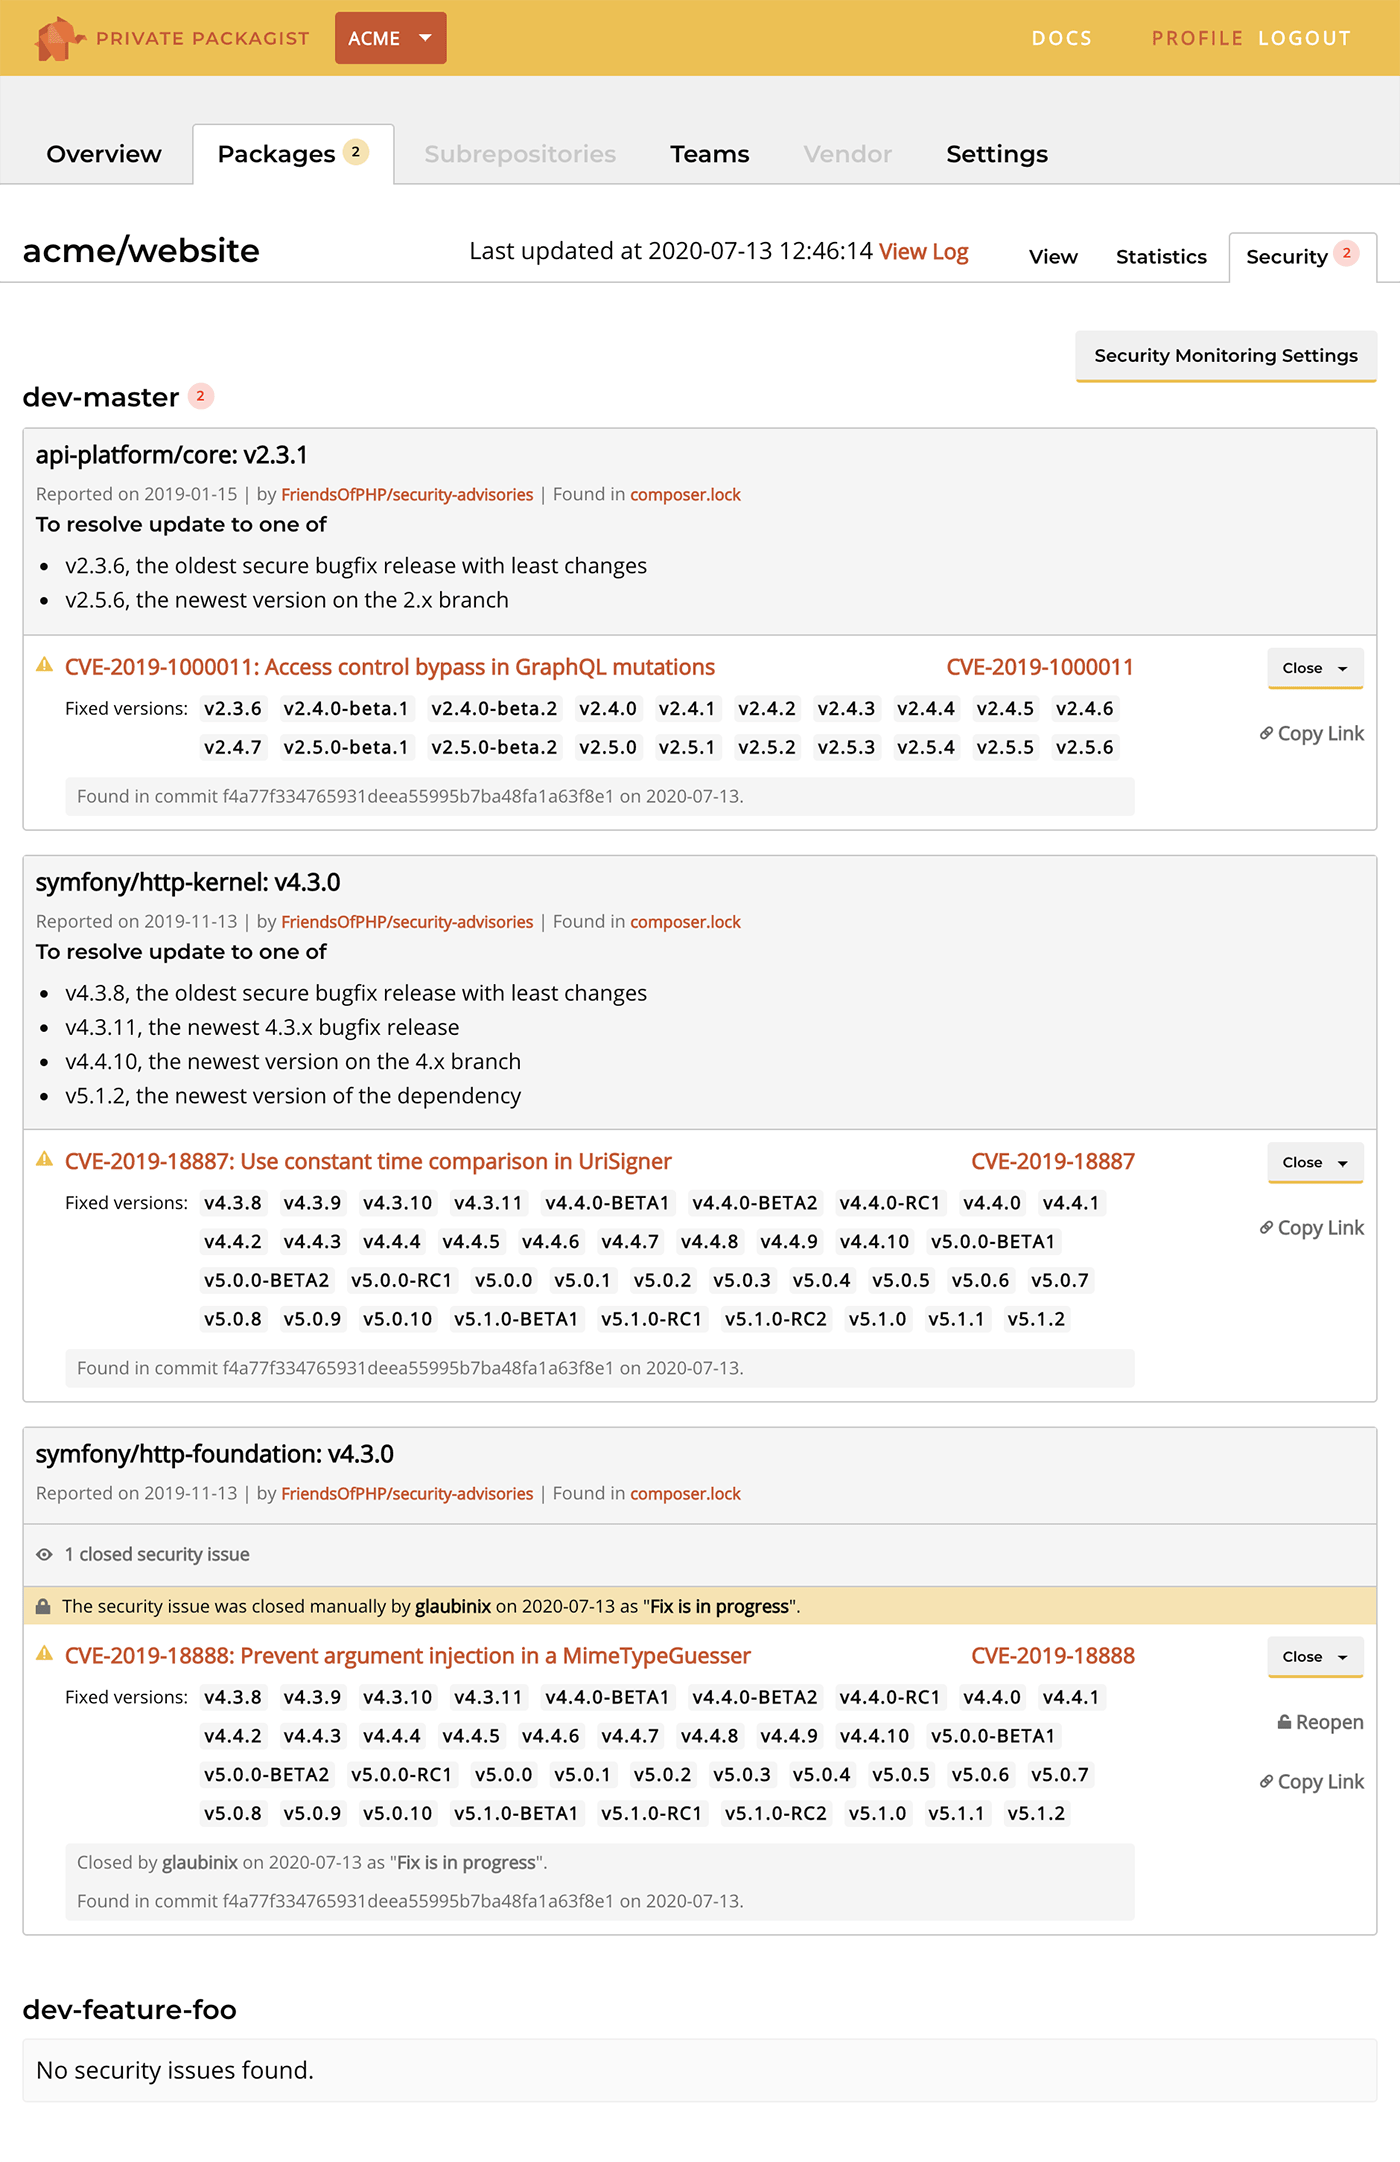 PRIVATE PACKAGIST ACME DOCS PROFILE LOGOUT
Overview Packages 2 Subrepositories Teams Vendor Settings
acme/website Last updated at 2020-07-13 12:46:14 View Log View Statistics Security 2
Security Monitoring Settings
dev-master 2
api-platform/core: v2.3.1
Reported on 2019-01-15 | by FriendsOfPHP/security-advisories | Found in composer.lock
To resolve update to one of
• v2.3.6, the oldest secure bugfix release with least changes
• v2.5.6, the newest version on the 2.x branch
CVE-2019-1000011: Access control bypass in GraphQL mutations CVE-2019-1000011 Close
Fixed versions: v2.3.6 v2.4.0-beta.1 v2.4.0-beta.2 v2.4.0 v2.4.1 v2.4.2 v2.4.3 v2.4.4 v2.4.5 v2.4.6
v2.4.7 v2.5.0-beta.1 v2.5.0-beta.2 v2.5.0 v2.5.1 v2.5.2 v2.5.3 v2.5.4 v2.5.5 v2.5.6
Copy Link
Found in commit f4a77f334765931deea55995b7ba48fa1a63f8e1 on 2020-07-13.
symfony/http-kernel: v4.3.0
Reported on 2019-11-13 | by FriendsOfPHP/security-advisories | Found in composer.lock
To resolve update to one of
• v4.3.8, the oldest secure bugfix release with least changes
• v4.3.11, the newest 4.3.x bugfix release
• v4.4.10, the newest version on the 4.x branch
• v5.1.2, the newest version of the dependency
CVE-2019-18887: Use constant time comparison in UriSigner CVE-2019-18887 Close
Fixed versions: v4.3.8 v4.3.9 v4.3.10 v4.3.11 v4.4.0-BETA1 v4.4.0-BETA2 v4.4.0-RC1 v4.4.0 v4.4.1
Copy Link
v4.4.2 v4.4.3 v4.4.4 v4.4.5 v4.4.6 v4.4.7 v4.4.8 v4.4.9 v4.4.10 v5.0.0-BETA1
v5.0.0-BETA2 v5.0.0-RC1 v5.0.0 v5.0.1 v5.0.2 v5.0.3 v5.0.4 v5.0.5 v5.0.6 v5.0.7
v5.0.8 v5.0.9 v5.0.10 v5.1.0-BETA1 v5.1.0-RC1 v5.1.0-RC2 v5.1.0 v5.1.1 v5.1.2
Found in commit f4a77f334765931deea55995b7ba48fa1a63f8e1 on 2020-07-13.
symfony/http-foundation: v4.3.0
Reported on 2019-11-13 | by FriendsOfPHP/security-advisories | Found in composer.lock
1 closed security issue
The security issue was closed manually by glaubinix on 2020-07-13 as "Fix is in progress".
CVE-2019-18888: Prevent argument injection in a MimeTypeGuesser CVE-2019-18888 Close
Fixed versions: v4.3.8 v4.3.9 v4.3.10 v4.3.11 v4.4.0-BETA1 v4.4.0-BETA2 v4.4.0-RC1 v4.4.0 v4.4.1
Reopen
v4.4.2 v4.4.3 v4.4.4 v4.4.5 v4.4.6 v4.4.7 v4.4.8 v4.4.9 v4.4.10 v5.0.0-BETA1
v5.0.0-BETA2 v5.0.0-RC1 v5.0.0 v5.0.1 v5.0.2 v5.0.3 v5.0.4 v5.0.5 v5.0.6 v5.0.7
Copy Link
v5.0.8 v5.0.9 v5.0.10 v5.1.0-BETA1 v5.1.0-RC1 v5.1.0-RC2 v5.1.0 v5.1.1 v5.1.2
Closed by glaubinix on 2020-07-13 as "Fix is in progress".
Found in commit f4a77f334765931deea55995b7ba48fa1a63f8e1 on 2020-07-13.
dev-feature-foo
No security issues found.